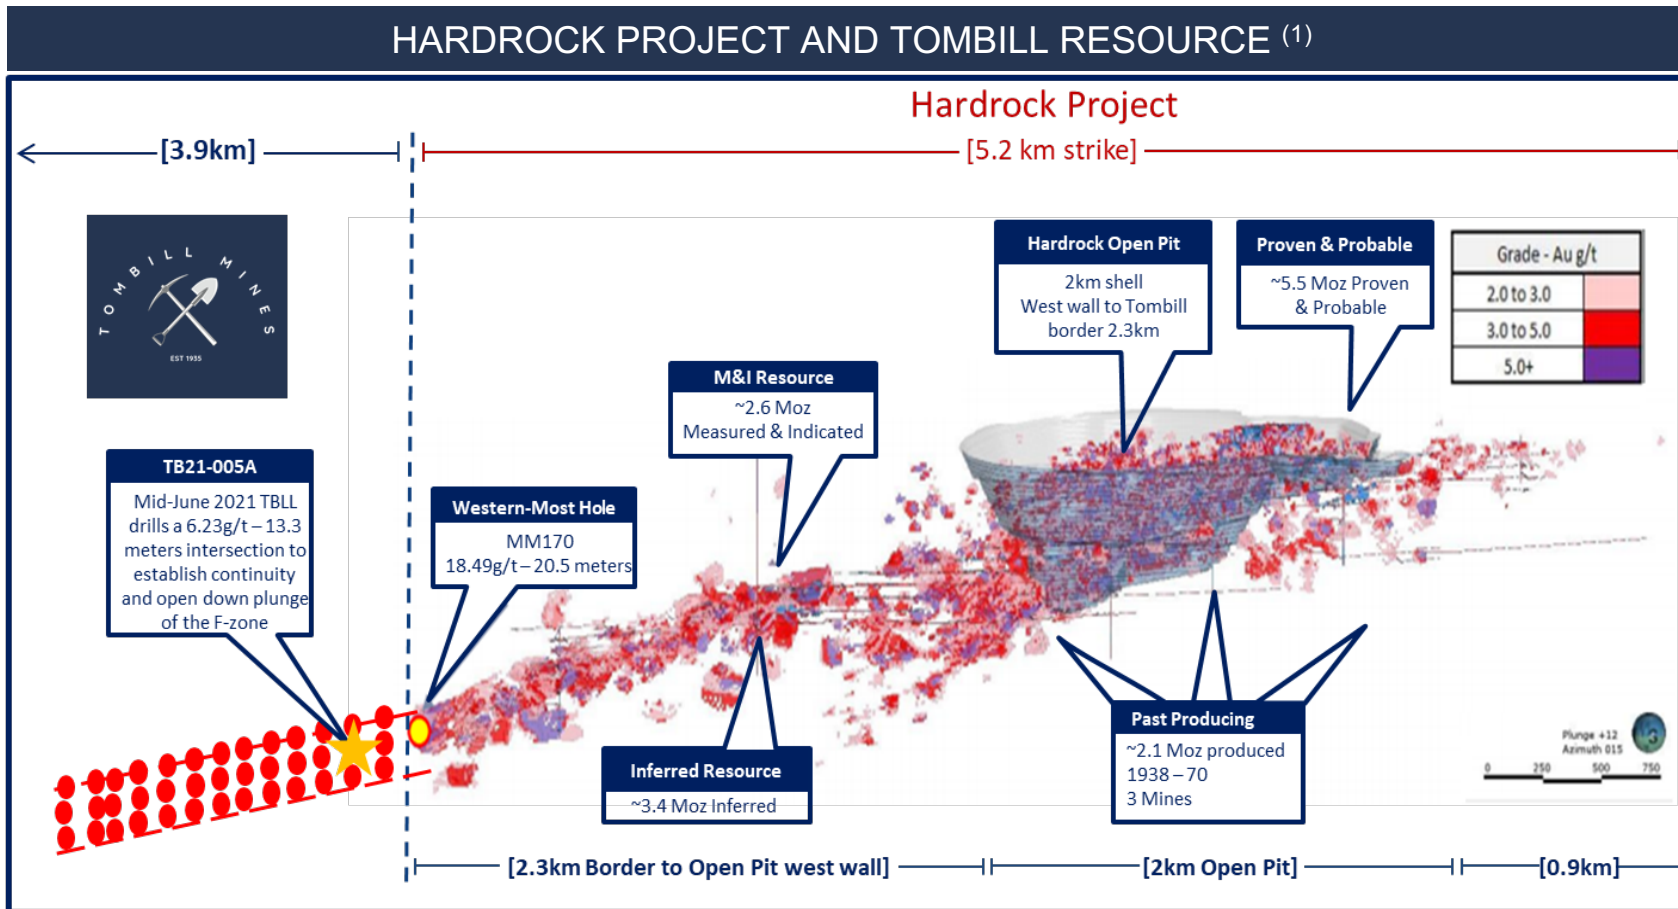 HARDROCK PROJECT AND TOMBILL RESOURCE (1)
Hardrock Project
[3.9km]
[5.2 km strike]
TOMBILL MINES
EST 1935
Hardrock Open Pit
2km shell
West wall to Tombill
border 2.3km
Proven & Probable
~5.5 Moz Proven
& Probable
Grade - Au g/t
2.0 to 3.0
3.0 to 5.0
5.0+
M&I Resource
~2.6 Moz
Measured & Indicated
TB21-005A
Mid-June 2021 TBLL
drills a 6.23g/t – 13.3
meters intersection to
establish continuity
and open down plunge
of the F-zone
Western-Most Hole
MM170
18.49g/t – 20.5 meters
Inferred Resource
~3.4 Moz Inferred
Past Producing
~2.1 Moz produced
1938 – 70
3 Mines
Plunge +12
Azimuth 015
0 250 500 750
[2.3km Border to Open Pit west wall]
[2km Open Pit]
[0.9km]